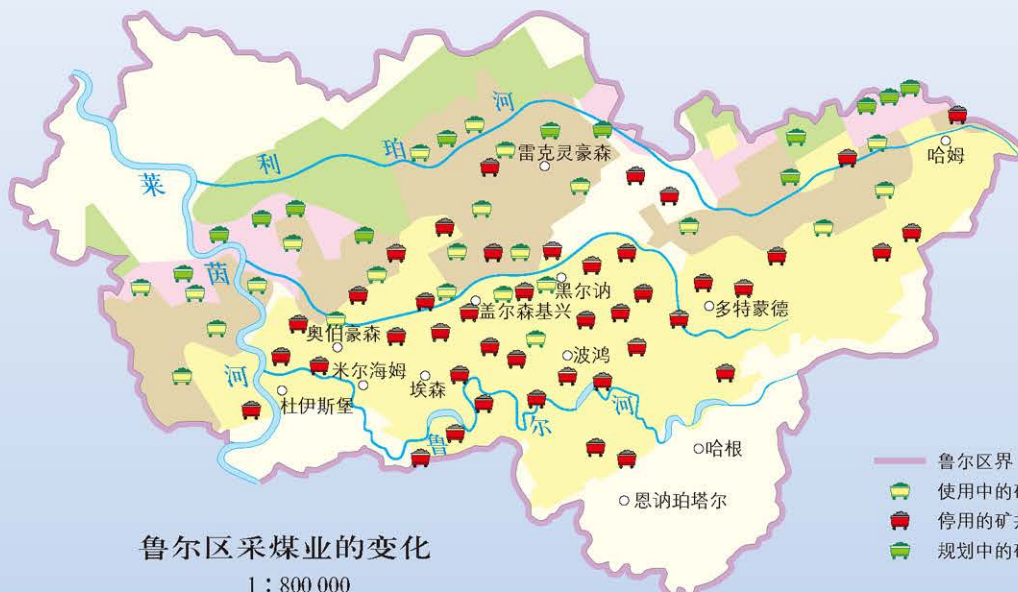 利珀河
雷克灵豪森
哈姆
莱茵河
黑尔讷
盖尔森基兴
多特蒙德
奥伯豪森
波鸿
米尔海姆
埃森
杜伊斯堡
鲁尔河
哈根
恩讷珀塔尔
鲁尔区界
使用中的
停用的矿
规划中的
鲁尔区采煤业的变化
1：800 000